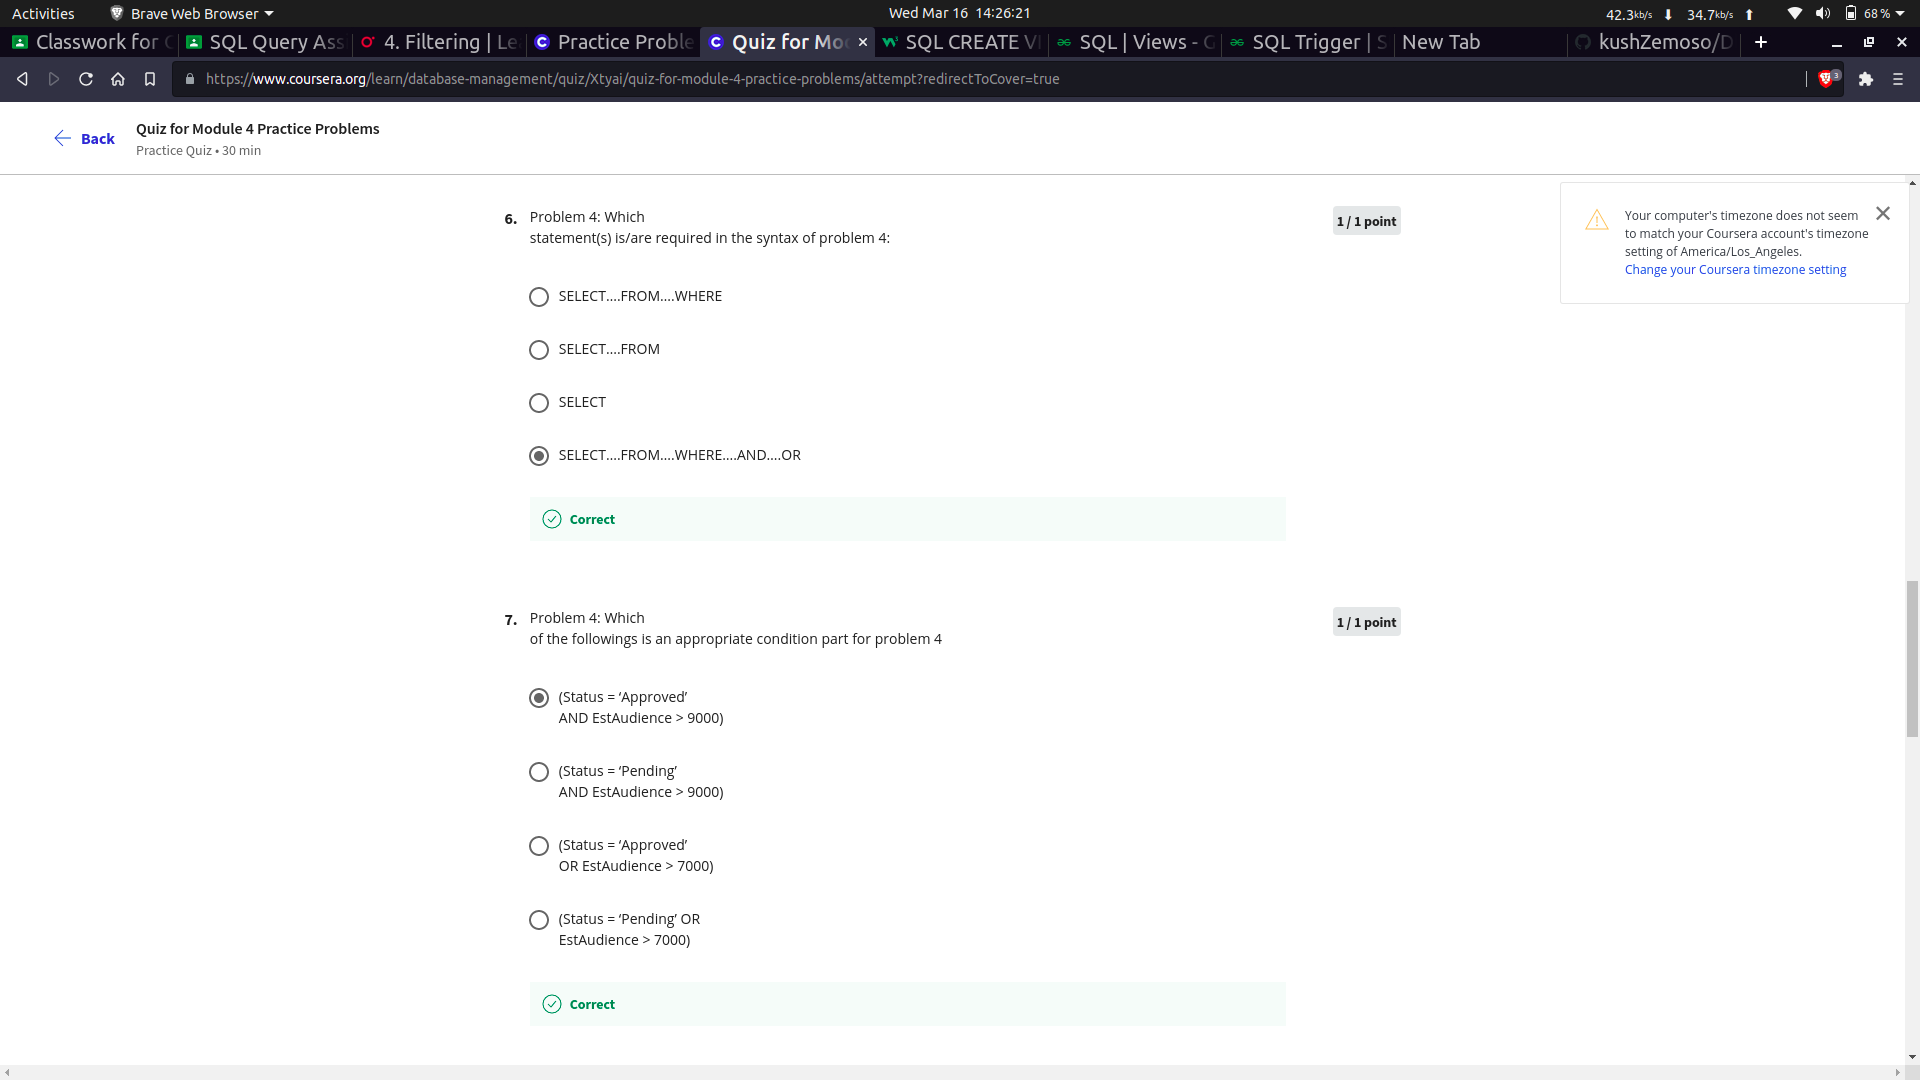 Activities
Brave Web Browser
Wed Mar 16 14:26:21
42.3kb/s
34.7kb/s
68 %
Classwork for
SQL Query Ass
4. Filtering | Le
Practice Proble
Quiz for Mo
SQL CREATE VI
SQL | Views - G
SQL Trigger | S
New Tab
kushZemoso/D
https://www.coursera.org/learn/database-management/quiz/Xtyai/quiz-for-module-4-practice-problems/attempt?redirectToCover=true
3
Back
Quiz for Module 4 Practice Problems
Practice Quiz • 30 min
Your computer's timezone does not seem
to match your Coursera account's timezone
setting of America/Los_Angeles.
Change your Coursera timezone setting
6.
Problem 4: Which
statement(s) is/are required in the syntax of problem 4:
1 / 1 point
SELECT....FROM....WHERE
SELECT....FROM
SELECT
SELECT....FROM....WHERE....AND....OR
Correct
7.
Problem 4: Which
of the followings is an appropriate condition part for problem 4
1 / 1 point
(Status = ‘Approved’
AND EstAudience > 9000)
(Status = ‘Pending’
AND EstAudience > 9000)
(Status = ‘Approved’
OR EstAudience > 7000)
(Status = ‘Pending’ OR
EstAudience > 7000)
Correct